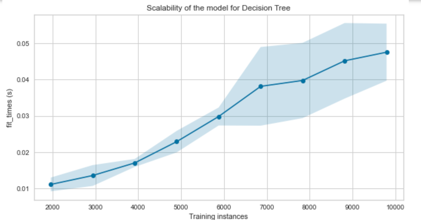 Scalability of the model for Decision Tree
0.05
0.04
0.03
0.02
0.01
fit_times (s)
2000 3000 4000 5000 6000 7000 8000 9000 10000
Training instances